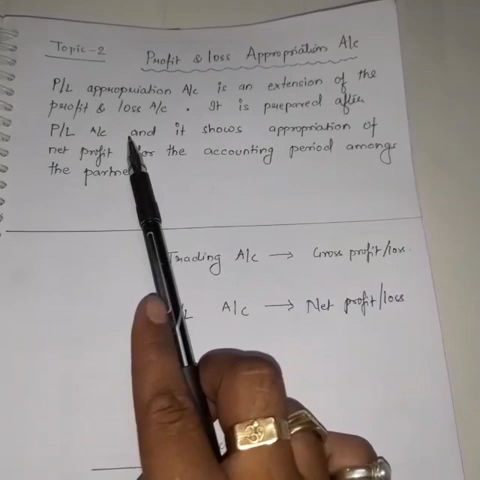 Topic-2
Profit & loss Appropriation A/c
P/L appropriation A/c is an extension of the
profit & loss A/c. It is prepared after
P/L A/c and it shows appropriation of
net profit for the accounting period amongs
the partne
Trading A/c → Gross profit/loss.
/L A/c → Net profit/loss